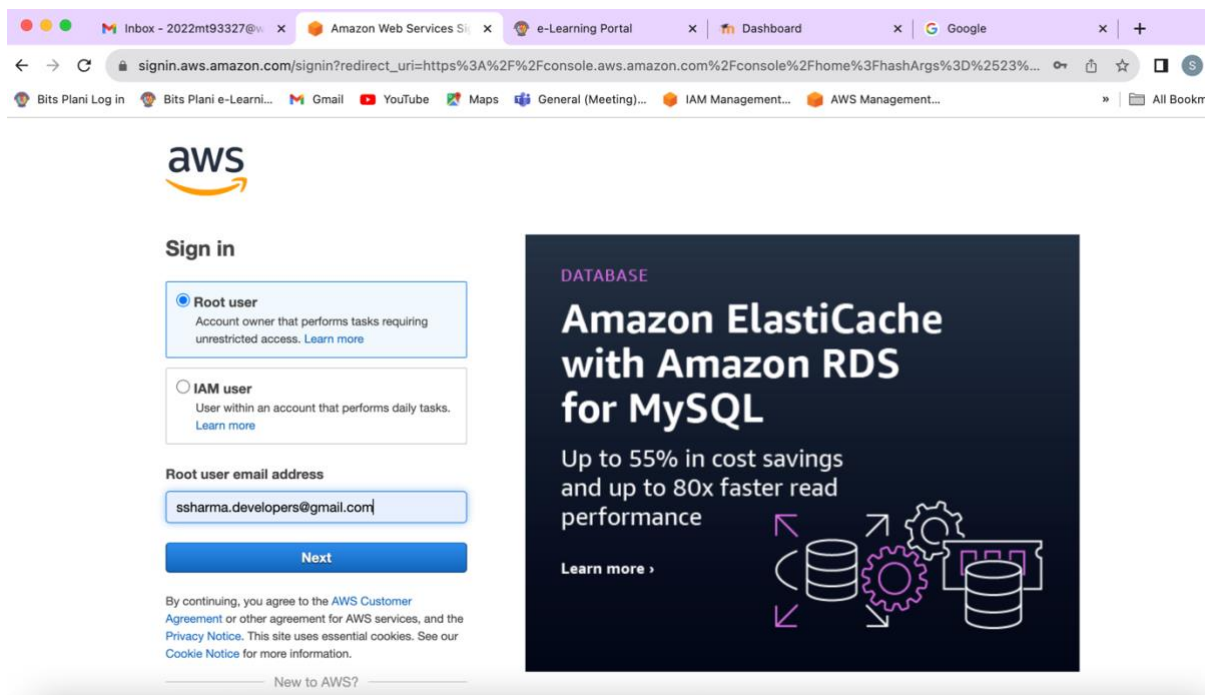 Inbox - 2022mt93327@w
Amazon Web Services Si
e-Learning Portal
Dashboard
Google
signin.aws.amazon.com/signin?redirect_uri=https%3A%2F%2Fconsole.aws.amazon.com%2Fconsole%2Fhome%3FhashArgs%3D%2523%...
S
Bits Plani Log in
Bits Plani e-Learni...
Gmail
YouTube
Maps
General (Meeting)...
IAM Management...
AWS Management...
»
All Bookm
aws
Sign in
Root user
Account owner that performs tasks requiring
unrestricted access. Learn more
IAM user
User within an account that performs daily tasks.
Learn more
Root user email address
ssharma.developers@gmail.com
Next
By continuing, you agree to the AWS Customer
Agreement or other agreement for AWS services, and the
Privacy Notice. This site uses essential cookies. See our
Cookie Notice for more information.
New to AWS?
DATABASE
Amazon ElastiCache
with Amazon RDS
for MySQL
Up to 55% in cost savings
and up to 80x faster read
performance
Learn more ›